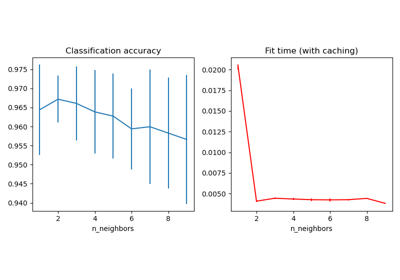 Classification accuracy
0.975
0.970
0.965
0.960
0.955
0.950
0.945
0.940
2 4 6 8
n_neighbors
Fit time (with caching)
0.0200
0.0175
0.0150
0.0125
0.0100
0.0075
0.0050
2 4 6 8
n_neighbors